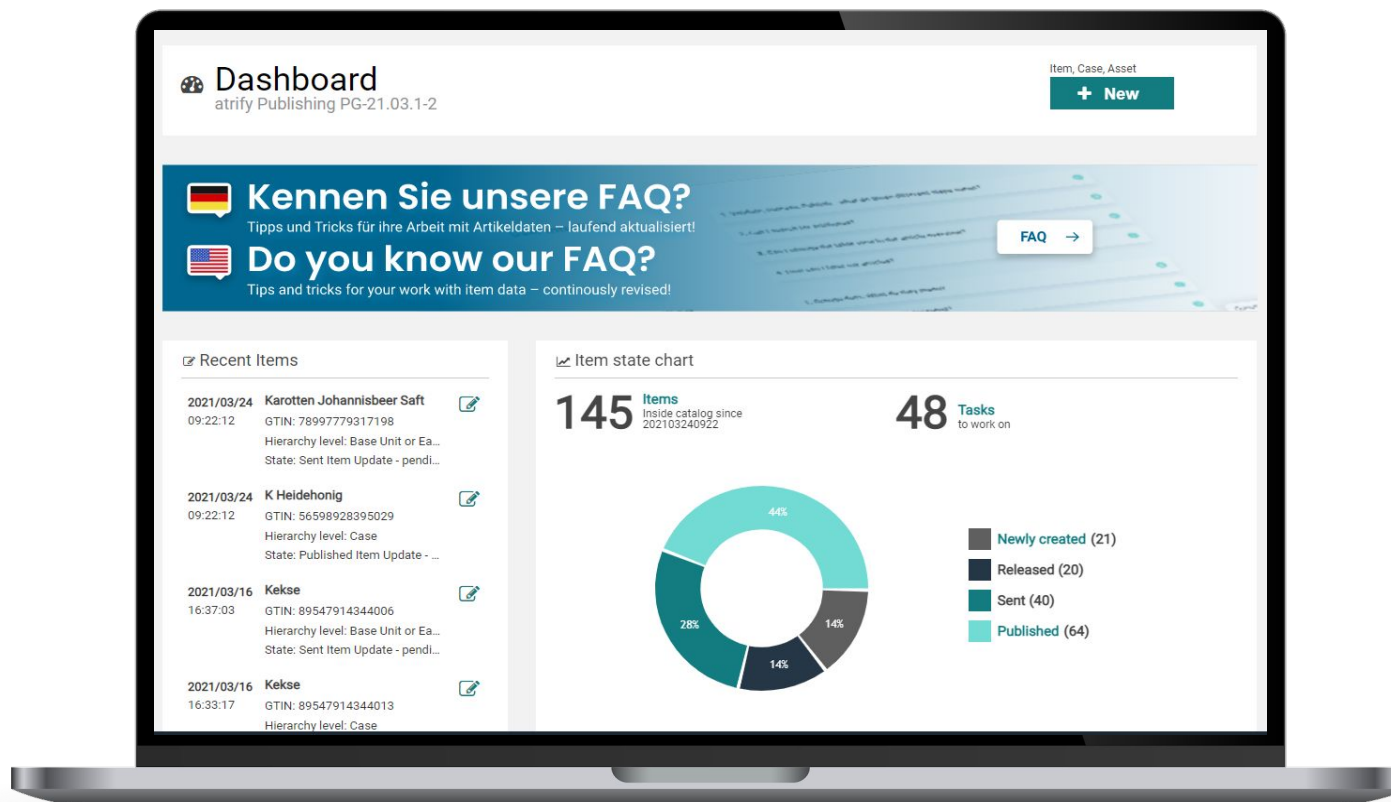 Dashboard
atrify Publishing PG-21.03.1-2
Item, Case, Asset
+ New
Kennen Sie unsere FAQ?
Tipps und Tricks für ihre Arbeit mit Artikeldaten – laufend aktualisiert!
Do you know our FAQ?
Tips and tricks for your work with item data – continously revised!
FAQ →
Recent Items
2021/03/24 Karotten Johannisbeer Saft
09:22:12 GTIN: 78997779317198
Hierarchy level: Base Unit or Ea...
State: Sent Item Update - pendi...
2021/03/24 K Heidehonig
09:22:12 GTIN: 56598928395029
Hierarchy level: Case
State: Published Item Update - ...
2021/03/16 Kekse
16:37:03 GTIN: 89547914344006
Hierarchy level: Base Unit or Ea...
State: Sent Item Update - pendi...
2021/03/16 Kekse
16:33:17 GTIN: 89547914344013
Hierarchy level: Case
Item state chart
145 Items
Inside catalog since
202103240922
48 Tasks
to work on
44%
28%
14%
14%
Newly created (21)
Released (20)
Sent (40)
Published (64)